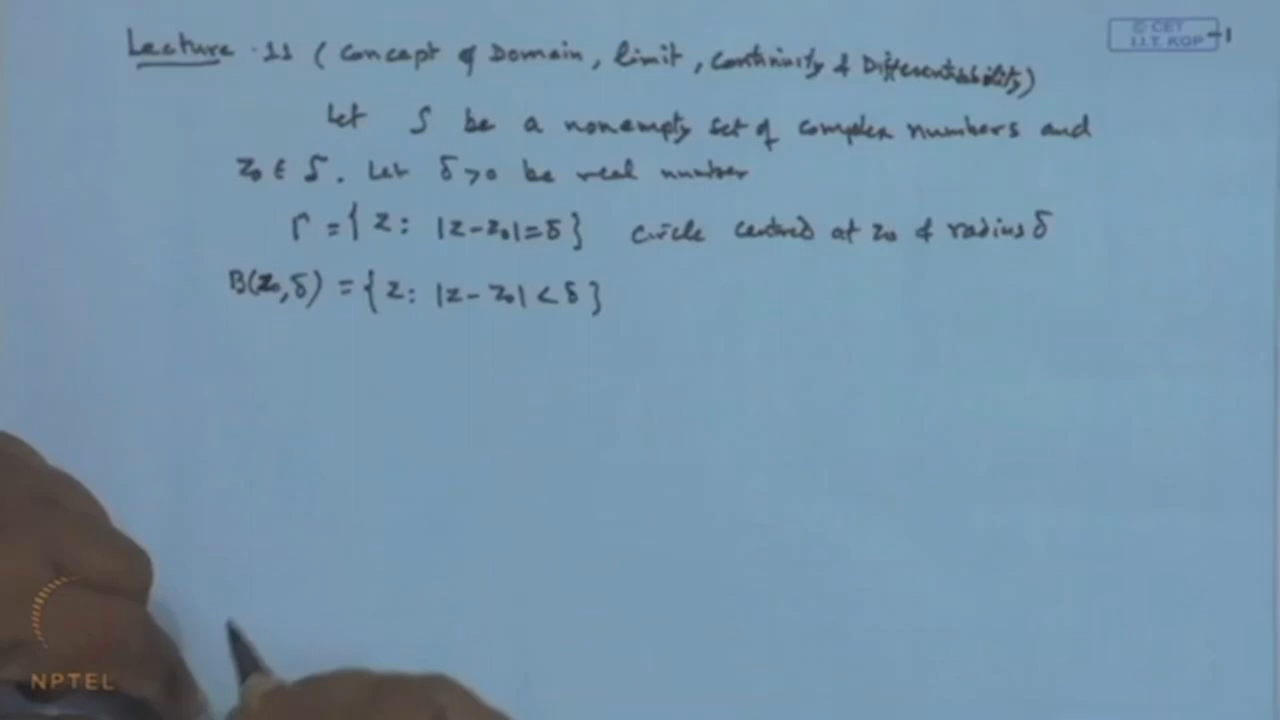 Lecture · 11 ( Concept of Domain, limit, Continuity & Differentiability)
© CET
I.I.T. KGP
-1
Let S be a nonempty set of complex numbers and
z₀ ∈ S. Let δ > 0 be real number
Γ = { z : |z - z₀| = δ } circle centred at z₀ & radius δ
B(z₀, δ) = { z : |z - z₀| < δ }
NPTEL